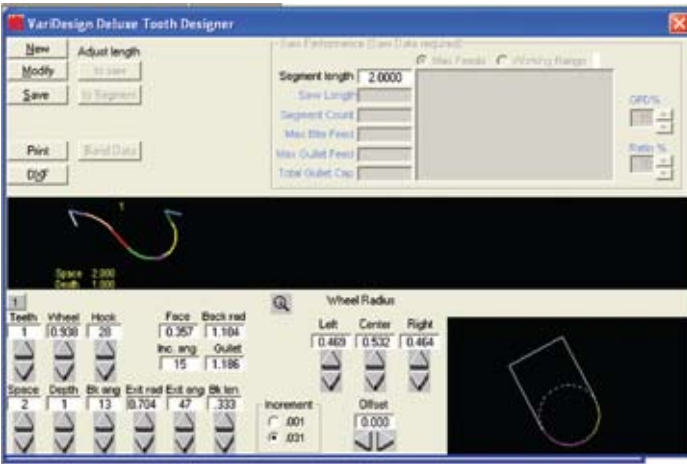 VariDesign Deluxe Tooth Designer
New
Adjust length
Modify
to saw
Save
to Segment
Print
Band Data
DXF
Saw Performance (Saw Data required)
Max Feeds
Working Range
Segment length 2.0000
Saw Length
Segment Count
Max Bite Feed
Max Gullet Feed
Total Gullet Cap
GFD%
Ratio %
1
Space 2.000
Depth 1.000
1
Teeth Wheel Hook Face Back rad
1 0.938 28 0.357 1.104
Inc. ang Gullet
15 1.186
Space Depth Bk ang Exit rad Exit ang Bk len
2 1 13 0.704 47 .333
Wheel Radius
Left Center Right
0.469 0.532 0.464
Increment
.001
.031
Offset
0.000